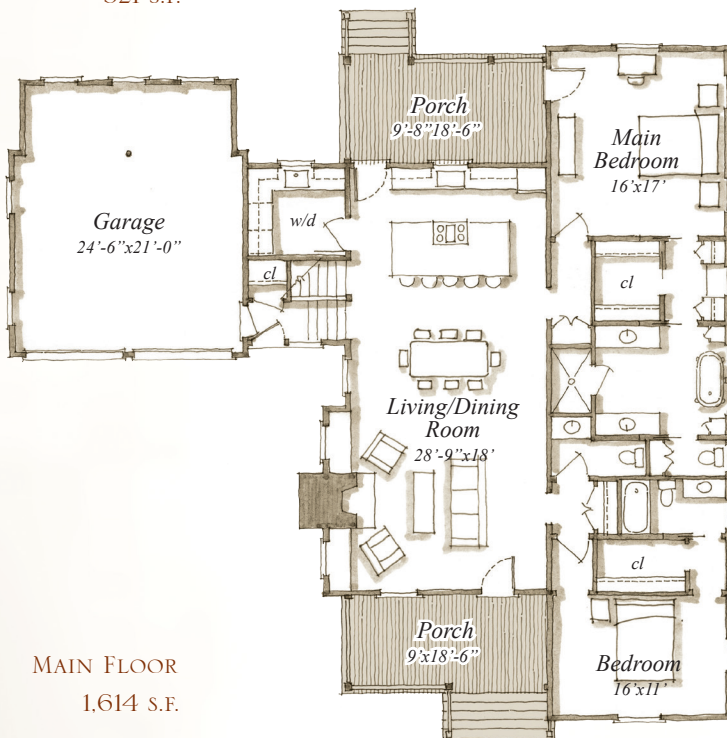 Porch
9'-8"18'-6"
Main
Bedroom
16'x17'
Garage
24'-6"x21'-0"
w/d
cl
cl
Living/Dining
Room
28'-9"x18'
cl
Porch
9'x18'-6"
Bedroom
16'x11'
Main Floor
1,614 s.f.